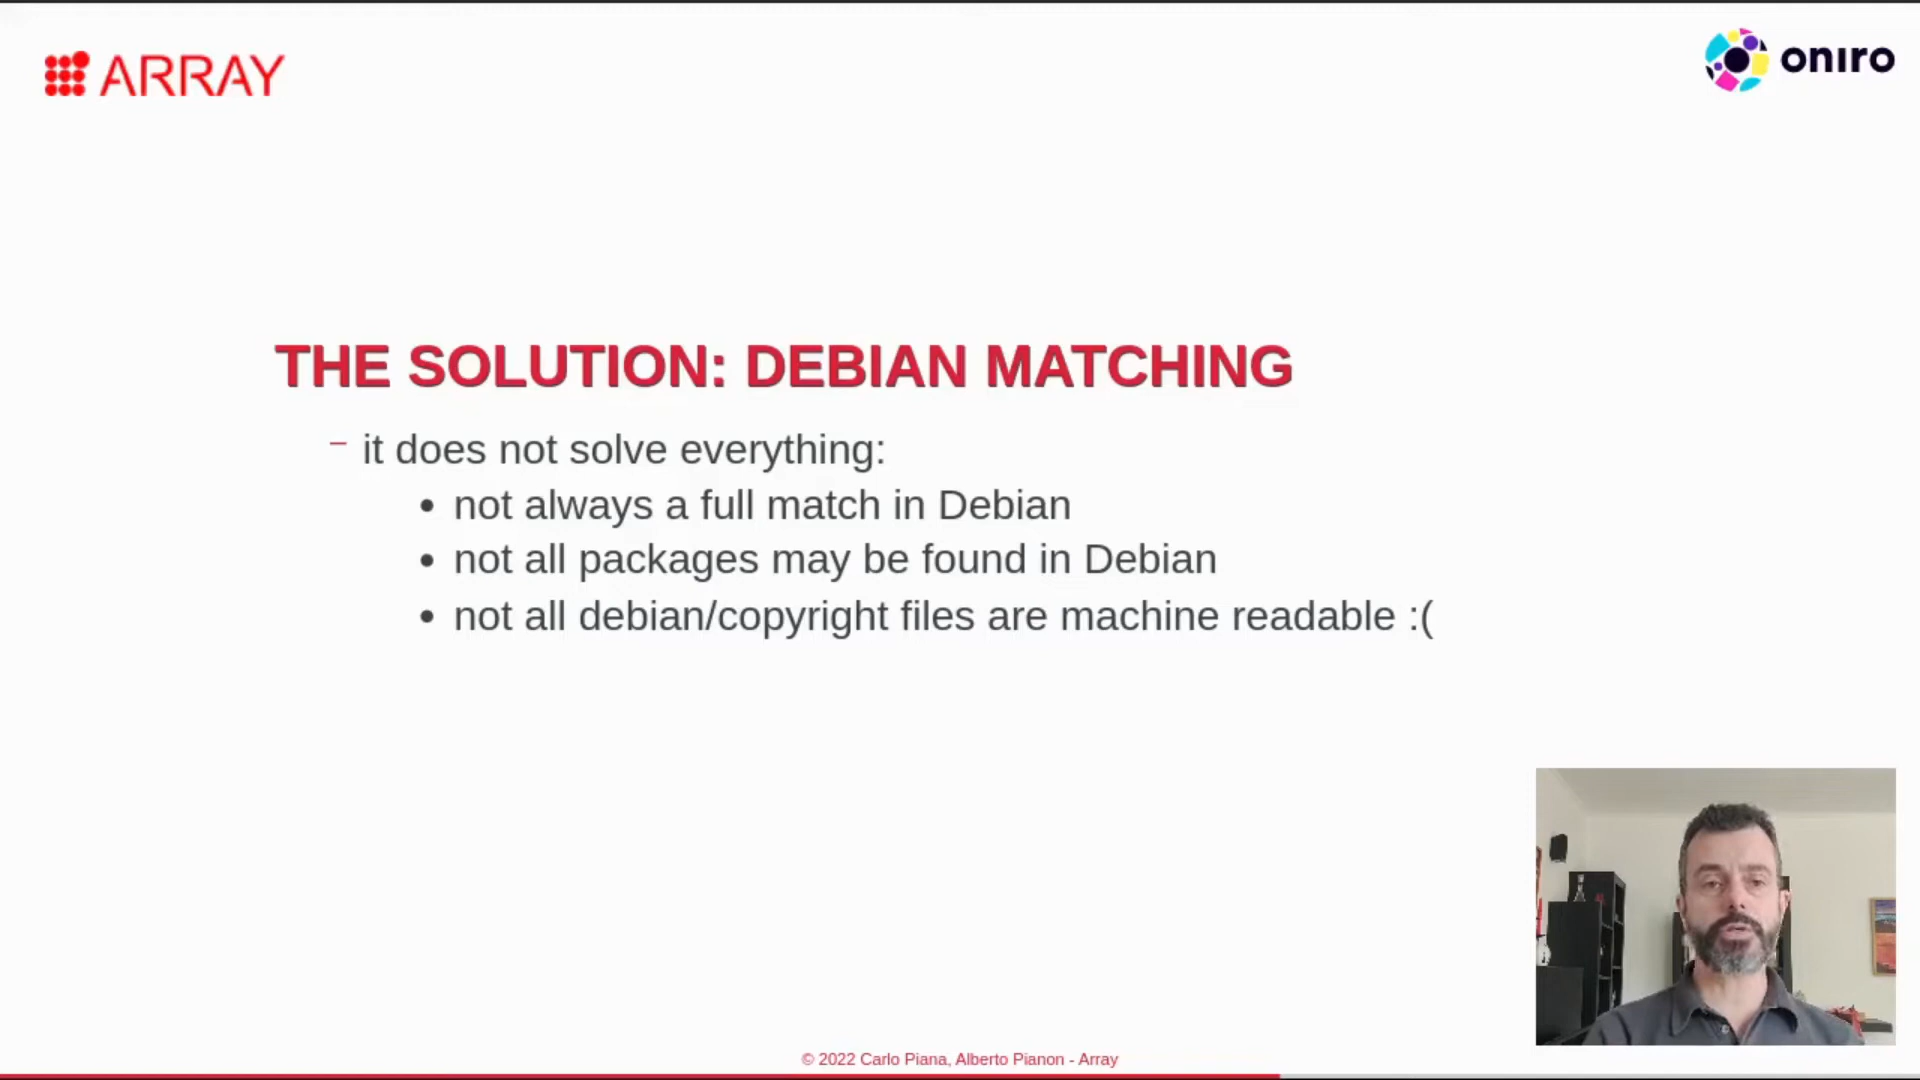 ARRAY
oniro
THE SOLUTION: DEBIAN MATCHING
– it does not solve everything:
• not always a full match in Debian
• not all packages may be found in Debian
• not all debian/copyright files are machine readable :(
© 2022 Carlo Piana, Alberto Pianon - Array